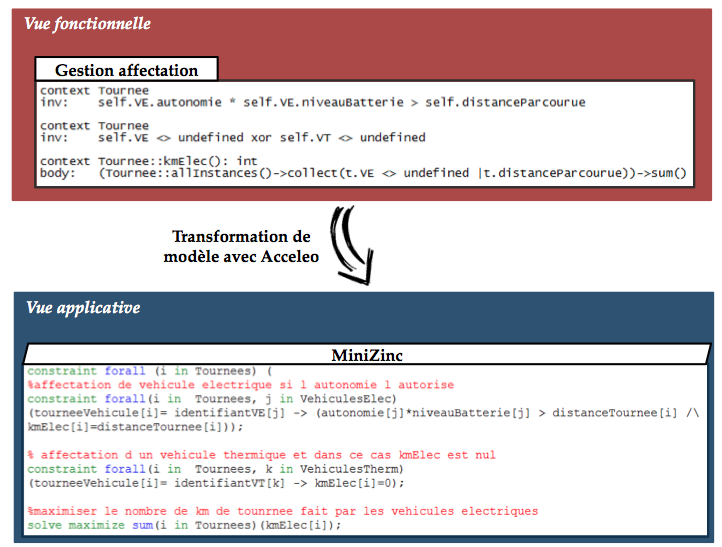 Vue fonctionnelle
Gestion affectation
context Tournee
inv: self.VE.autonomie * self.VE.niveauBatterie > self.distanceParcourue
context Tournee
inv: self.VE <> undefined xor self.VT <> undefined
context Tournee::kmElec(): int
body: (Tournee::allInstances()->collect(t.VE <> undefined |t.distanceParcourue))->sum()
Transformation de
modèle avec Acceleo
Vue applicative
MiniZinc
constraint forall (i in Tournees) (
%affectation de vehicule electrique si l autonomie l autorise
constraint forall(i in Tournees, j in VehiculesElec)
(tourneeVehicule[i]= identifiantVE[j] -> (autonomie[j]*niveauBatterie[j] > distanceTournee[i] /\
kmElec[i]=distanceTournee[i]));
% affectation d un vehicule thermique et dans ce cas kmElec est nul
constraint forall(i in Tournees, k in VehiculesTherm)
(tourneeVehicule[i]= identifiantVT[k] -> kmElec[i]=0);
%maximiser le nombre de km de tounrnee fait par les vehicules electriques
solve maximize sum(i in Tournees)(kmElec[i]);